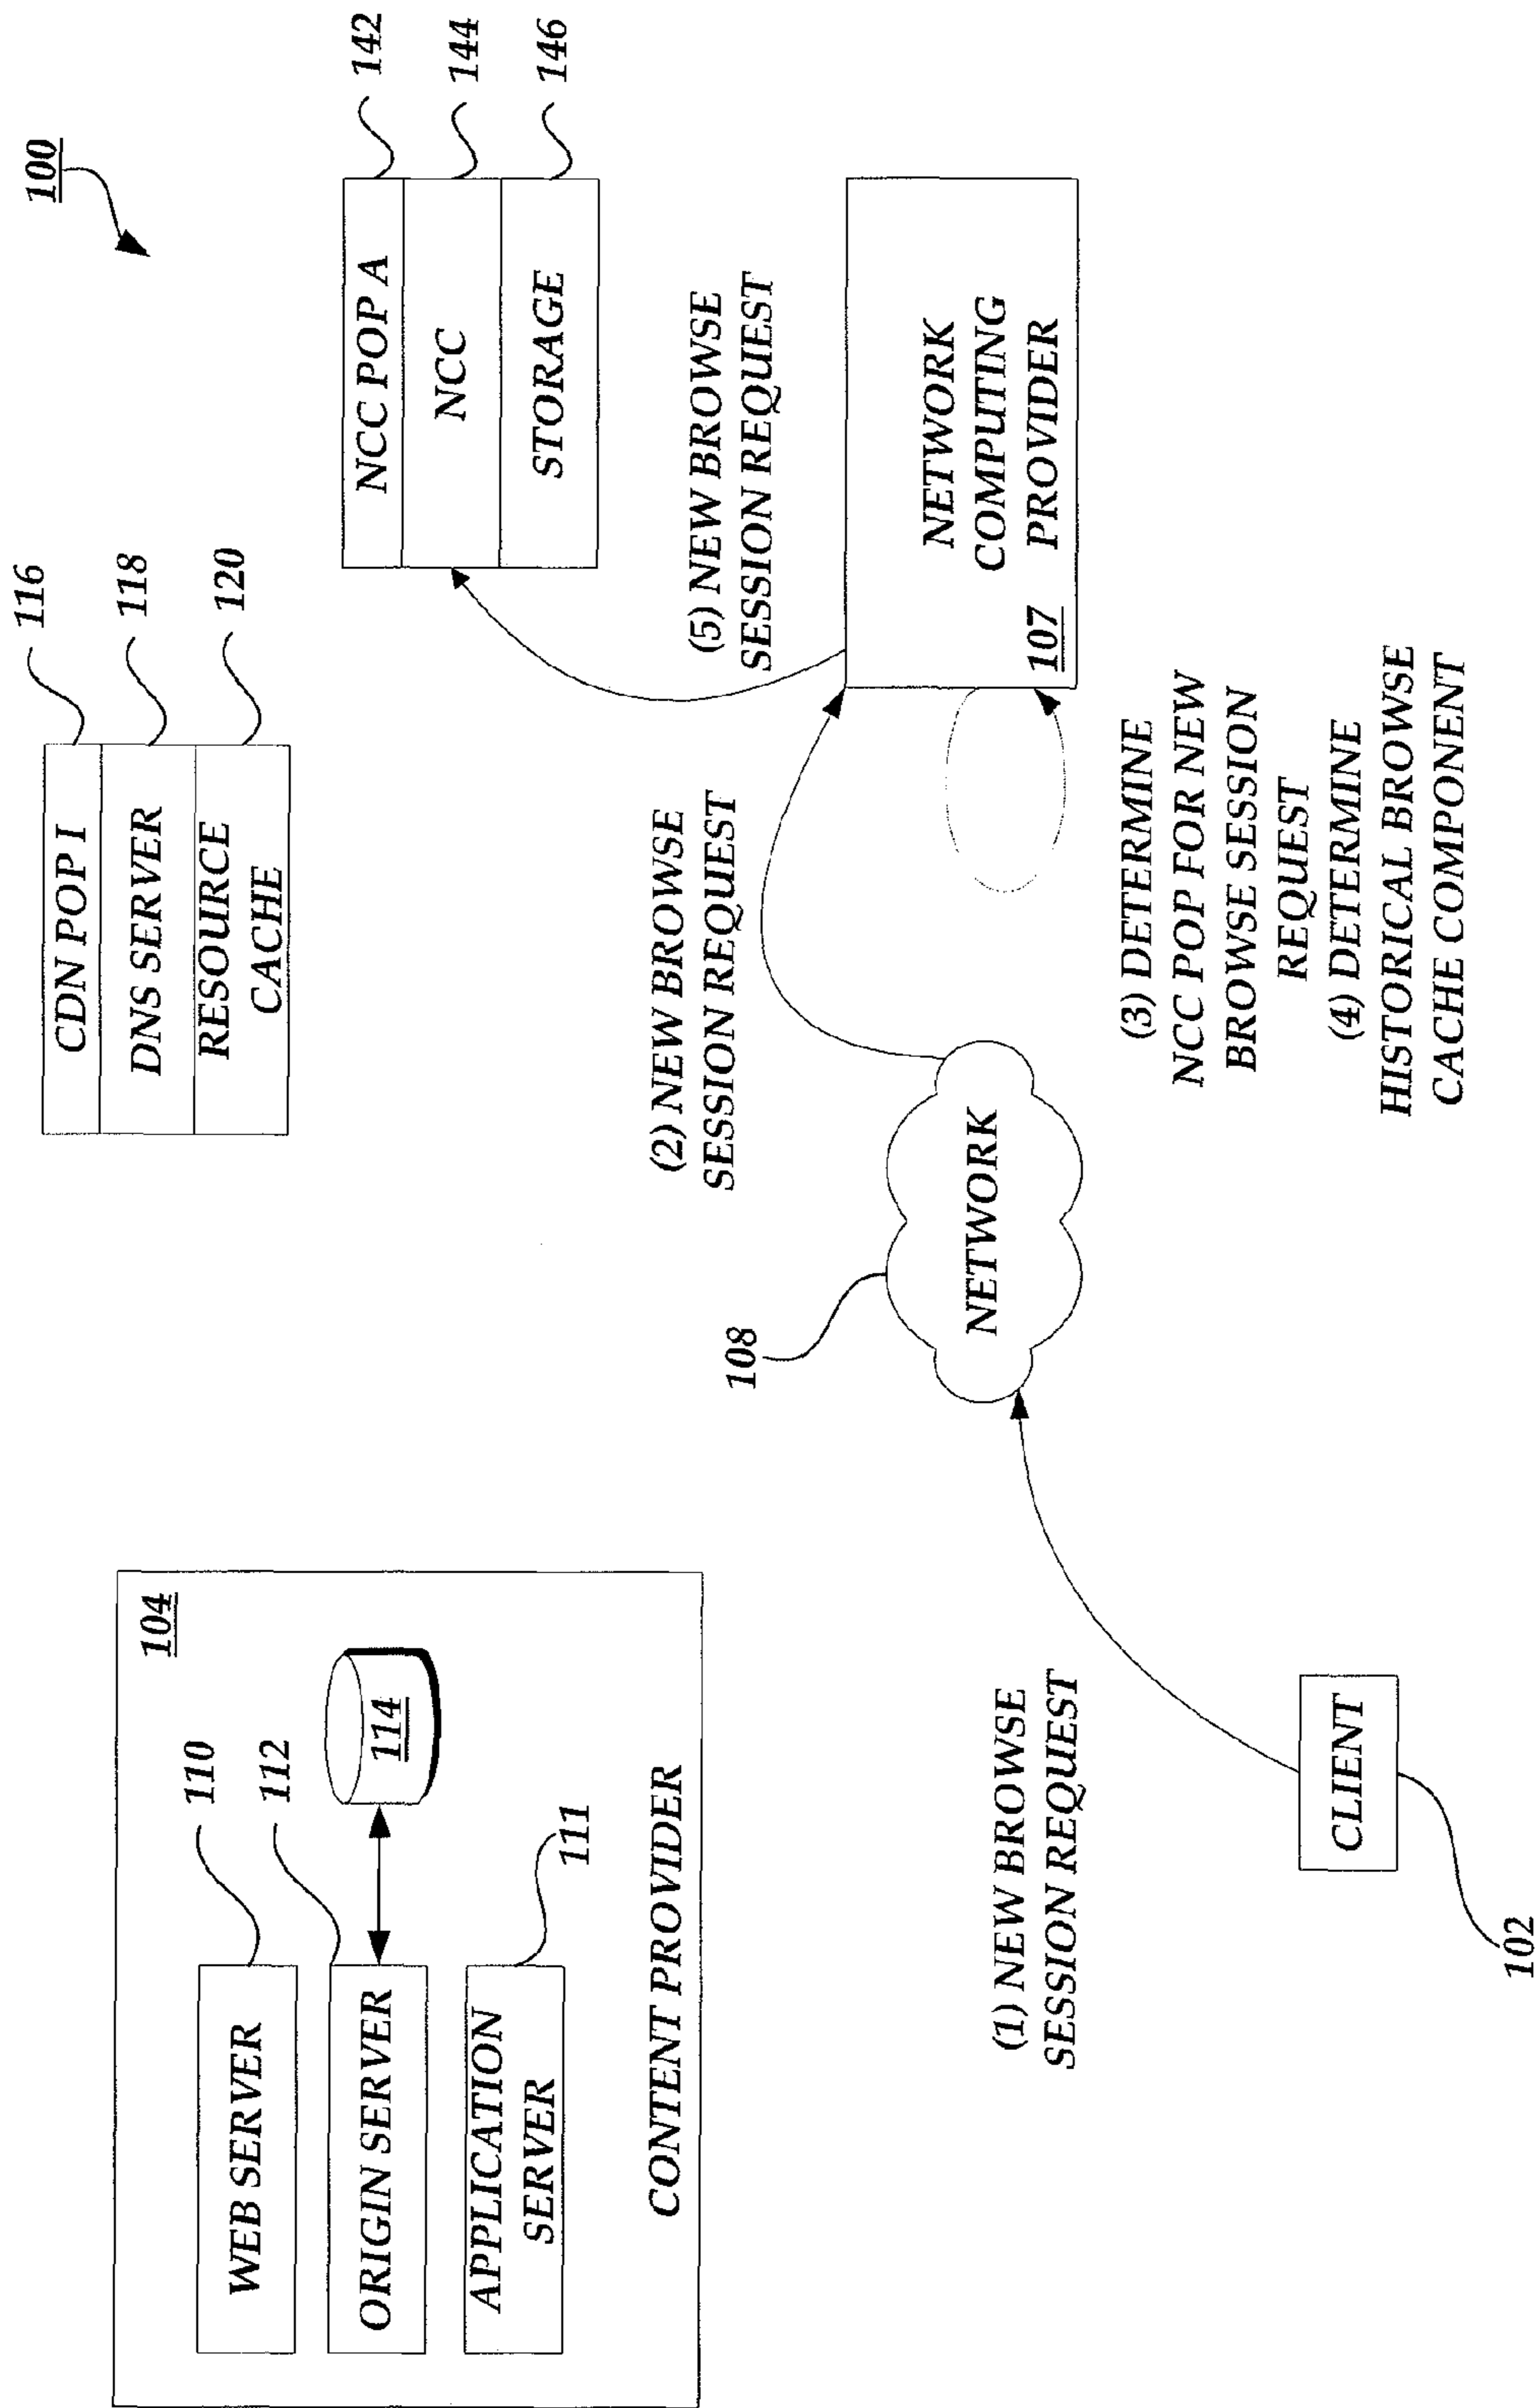 100
104
WEB SERVER
110
ORIGIN SERVER
112
114
APPLICATION
SERVER
111
CONTENT PROVIDER
CDN POP I
116
DNS SERVER
118
RESOURCE
CACHE
120
NCC POP A
142
NCC
144
STORAGE
146
(1) NEW BROWSE
SESSION REQUEST
CLIENT
102
108
NETWORK
(2) NEW BROWSE
SESSION REQUEST
(5) NEW BROWSE
SESSION REQUEST
NETWORK
COMPUTING
PROVIDER
107
(3) DETERMINE
NCC POP FOR NEW
BROWSE SESSION
REQUEST
(4) DETERMINE
HISTORICAL BROWSE
CACHE COMPONENT